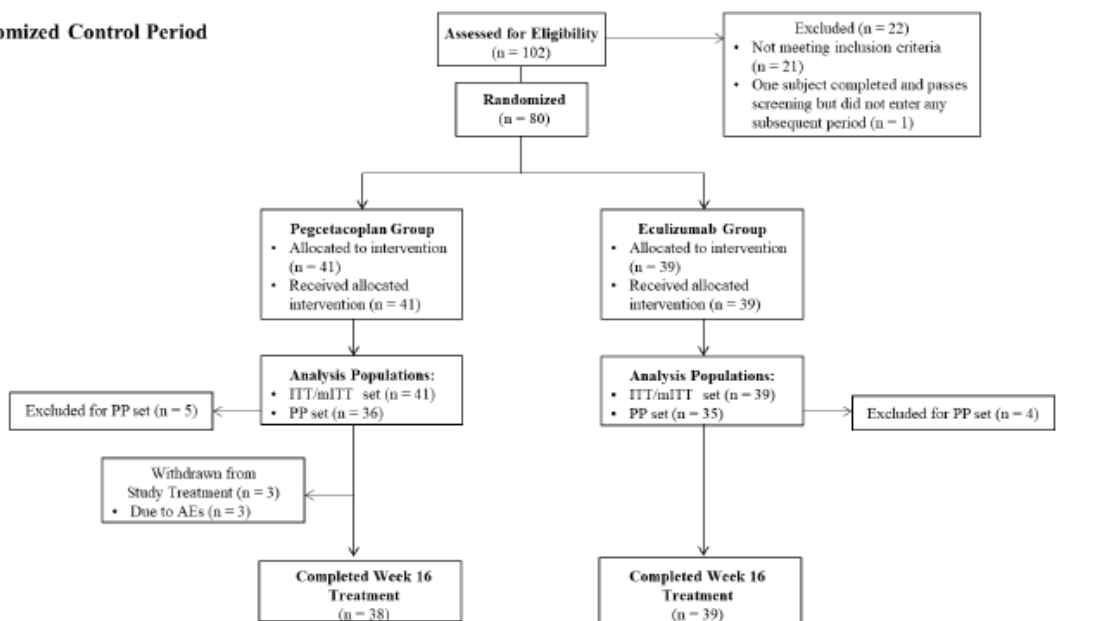 omized Control Period
Assessed for Eligibility
(n = 102)
Excluded (n = 22)
• Not meeting inclusion criteria
(n = 21)
• One subject completed and passes
screening but did not enter any
subsequent period (n = 1)
Randomized
(n = 80)
Pegcetacoplan Group
• Allocated to intervention
(n = 41)
• Received allocated
intervention (n = 41)
Eculizumab Group
• Allocated to intervention
(n = 39)
• Received allocated
intervention (n = 39)
Analysis Populations:
• ITT/mITT set (n = 41)
• PP set (n = 36)
Excluded for PP set (n = 5)
Analysis Populations:
• ITT/mITT set (n = 39)
• PP set (n = 35)
Excluded for PP set (n = 4)
Withdrawn from
Study Treatment (n = 3)
• Due to AEs (n = 3)
Completed Week 16
Treatment
(n = 38)
Completed Week 16
Treatment
(n = 39)